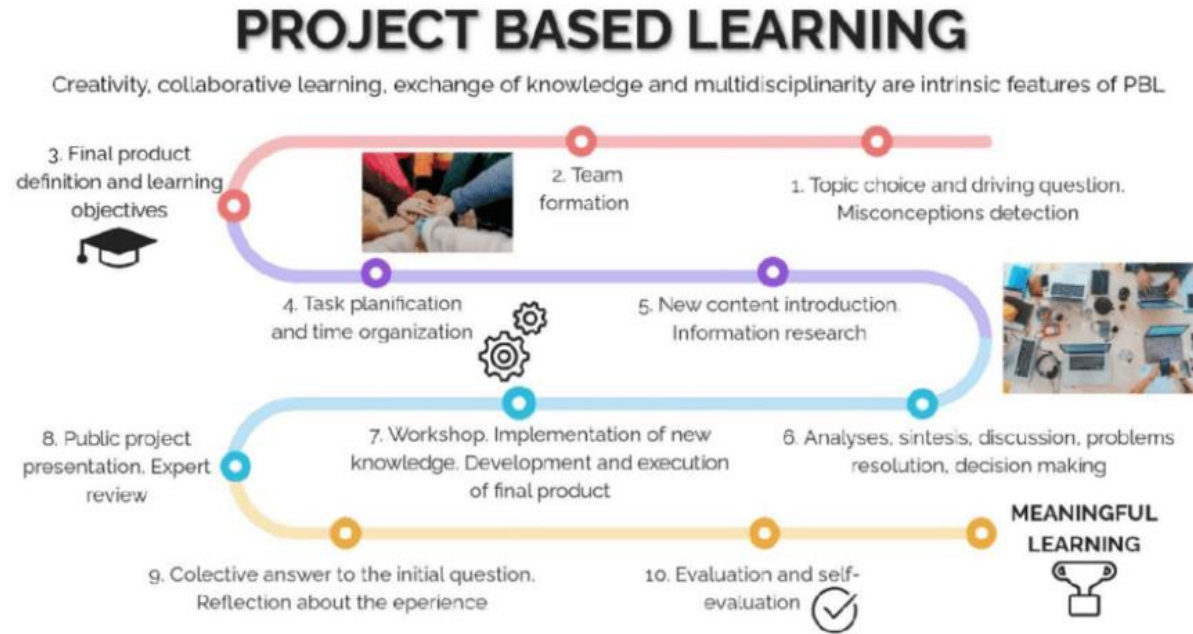 PROJECT BASED LEARNING
Creativity, collaborative learning, exchange of knowledge and multidisciplinarity are intrinsic features of PBL
1. Topic choice and driving question.
Misconceptions detection
2. Team
formation
3. Final product
definition and learning
objectives
4. Task planification
and time organization
5. New content introduction.
Information research
6. Analyses, sintesis, discussion, problems
resolution, decision making
7. Workshop. Implementation of new
knowledge. Development and execution
of final product
8. Public project
presentation. Expert
review
9. Colective answer to the initial question.
Reflection about the eperience
10. Evaluation and self-
evaluation
MEANINGFUL
LEARNING